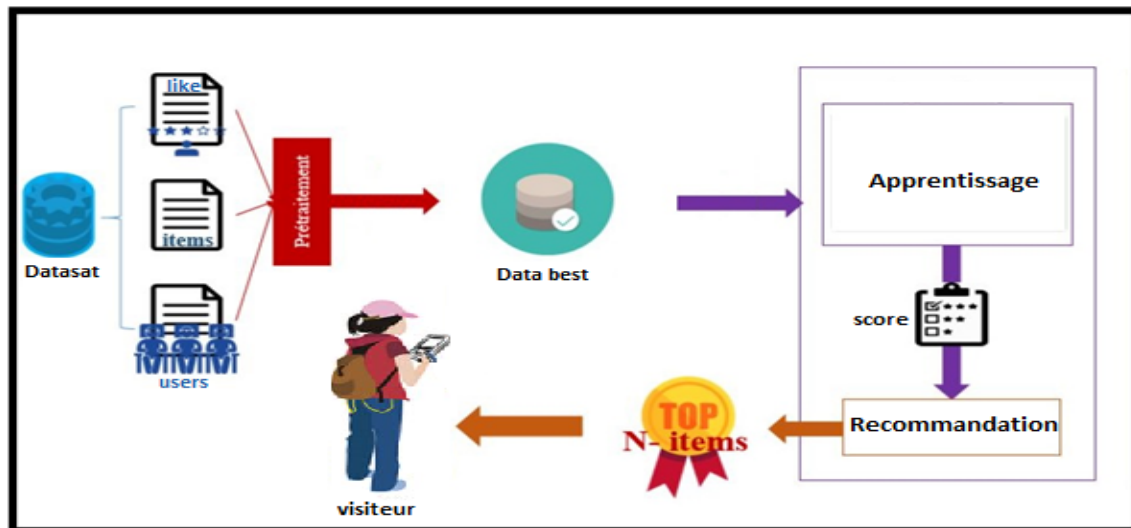 like
items
users
Datasat
Prétraitement
Data best
Apprentissage
score
Recommandation
TOP
N- items
visiteur